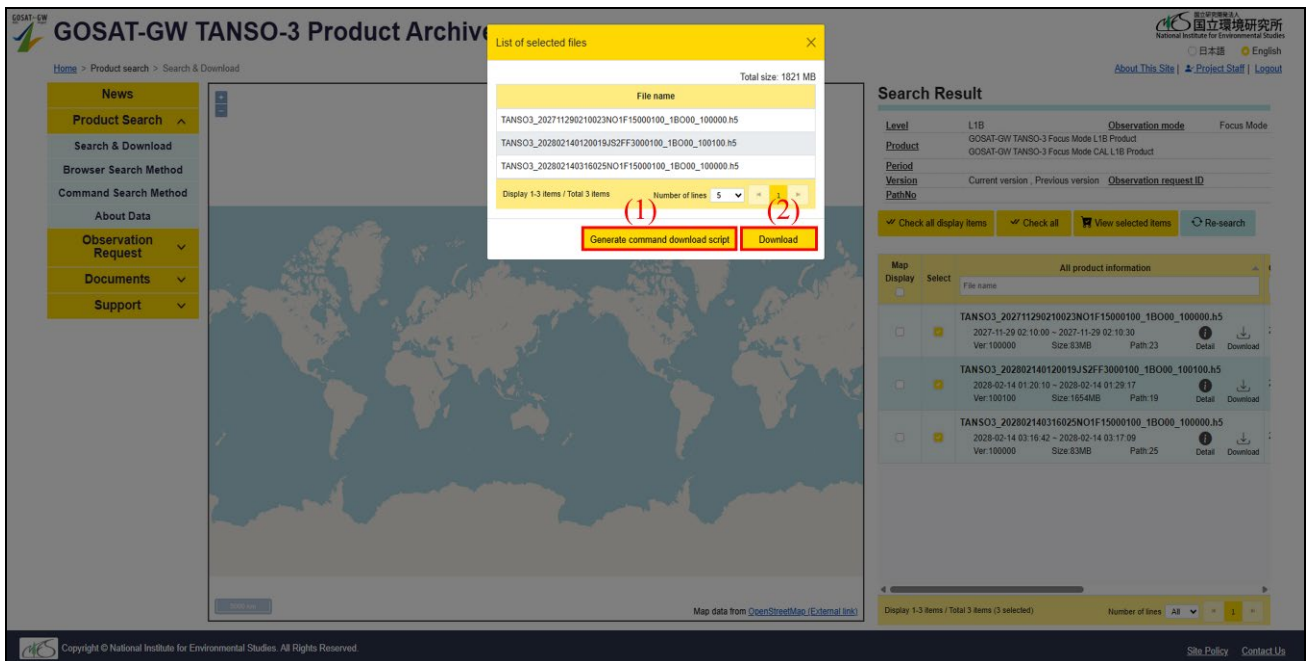 GOSAT-GW
GOSAT-GW TANSO-3 Product Archive
国立研究開発法人
国立環境研究所
National Institute for Environmental Studies
日本語 English
Home > Product search > Search & Download
About This Site | Project Staff | Logout
News
Product Search
Search & Download
Browser Search Method
Command Search Method
About Data
Observation Request
Documents
Support
List of selected files
Total size: 1821 MB
File name
TANSO3_202711290210023NO1F15000100_1BO00_100000.h5
TANSO3_202802140120019JS2FF3000100_1BO00_100100.h5
TANSO3_202802140316025NO1F15000100_1BO00_100000.h5
Display 1-3 items / Total 3 items Number of lines 5 « 1 »
(1) (2)
Generate command download script Download
Map data from OpenStreetMap (External link)
Search Result
Level L1B Observation mode Focus Mode
Product GOSAT-GW TANSO-3 Focus Mode L1B Product
GOSAT-GW TANSO-3 Focus Mode CAL L1B Product
Period
Version Current version , Previous version Observation request ID
PathNo
Check all display items Check all View selected items Re-search
Map Display Select All product information
File name
TANSO3_202711290210023NO1F15000100_1BO00_100000.h5
2027-11-29 02:10:00 ~ 2027-11-29 02:10:30
Ver:100000 Size:83MB Path:23 Detail Download
TANSO3_202802140120019JS2FF3000100_1BO00_100100.h5
2028-02-14 01:20:10 ~ 2028-02-14 01:29:17
Ver:100100 Size:1654MB Path:19 Detail Download
TANSO3_202802140316025NO1F15000100_1BO00_100000.h5
2028-02-14 03:16:42 ~ 2028-02-14 03:17:09
Ver:100000 Size:83MB Path:25 Detail Download
Display 1-3 items / Total 3 items (3 selected) Number of lines All « 1 »
NIES Copyright © National Institute for Environmental Studies. All Rights Reserved.
Site Policy Contact Us